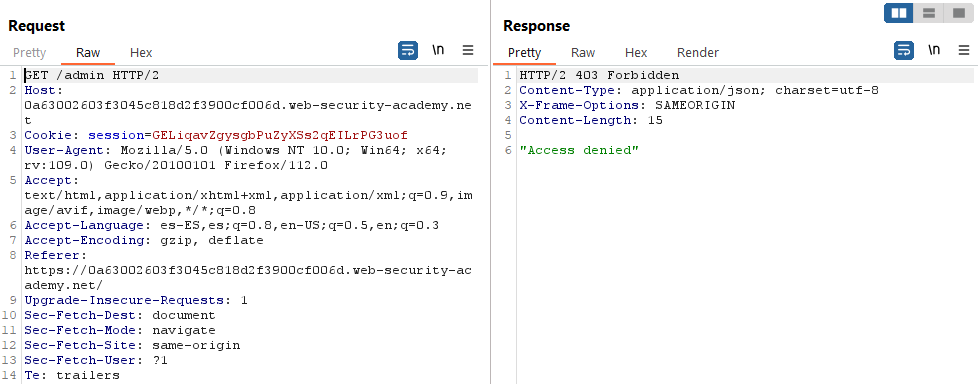 Request
Pretty Raw Hex \n
1 GET /admin HTTP/2
2 Host:
0a63002603f3045c818d2f3900cf006d.web-security-academy.ne
t
3 Cookie: session=GELiqavZgysgbPuZyXSs2qEILrPG3uof
4 User-Agent: Mozilla/5.0 (Windows NT 10.0; Win64; x64;
rv:109.0) Gecko/20100101 Firefox/112.0
5 Accept:
text/html,application/xhtml+xml,application/xml;q=0.9,im
age/avif,image/webp,*/*;q=0.8
6 Accept-Language: es-ES,es;q=0.8,en-US;q=0.5,en;q=0.3
7 Accept-Encoding: gzip, deflate
8 Referer:
https://0a63002603f3045c818d2f3900cf006d.web-security-ac
ademy.net/
9 Upgrade-Insecure-Requests: 1
10 Sec-Fetch-Dest: document
11 Sec-Fetch-Mode: navigate
12 Sec-Fetch-Site: same-origin
13 Sec-Fetch-User: ?1
14 Te: trailers
Response
Pretty Raw Hex Render \n
1 HTTP/2 403 Forbidden
2 Content-Type: application/json; charset=utf-8
3 X-Frame-Options: SAMEORIGIN
4 Content-Length: 15
5
6 "Access denied"